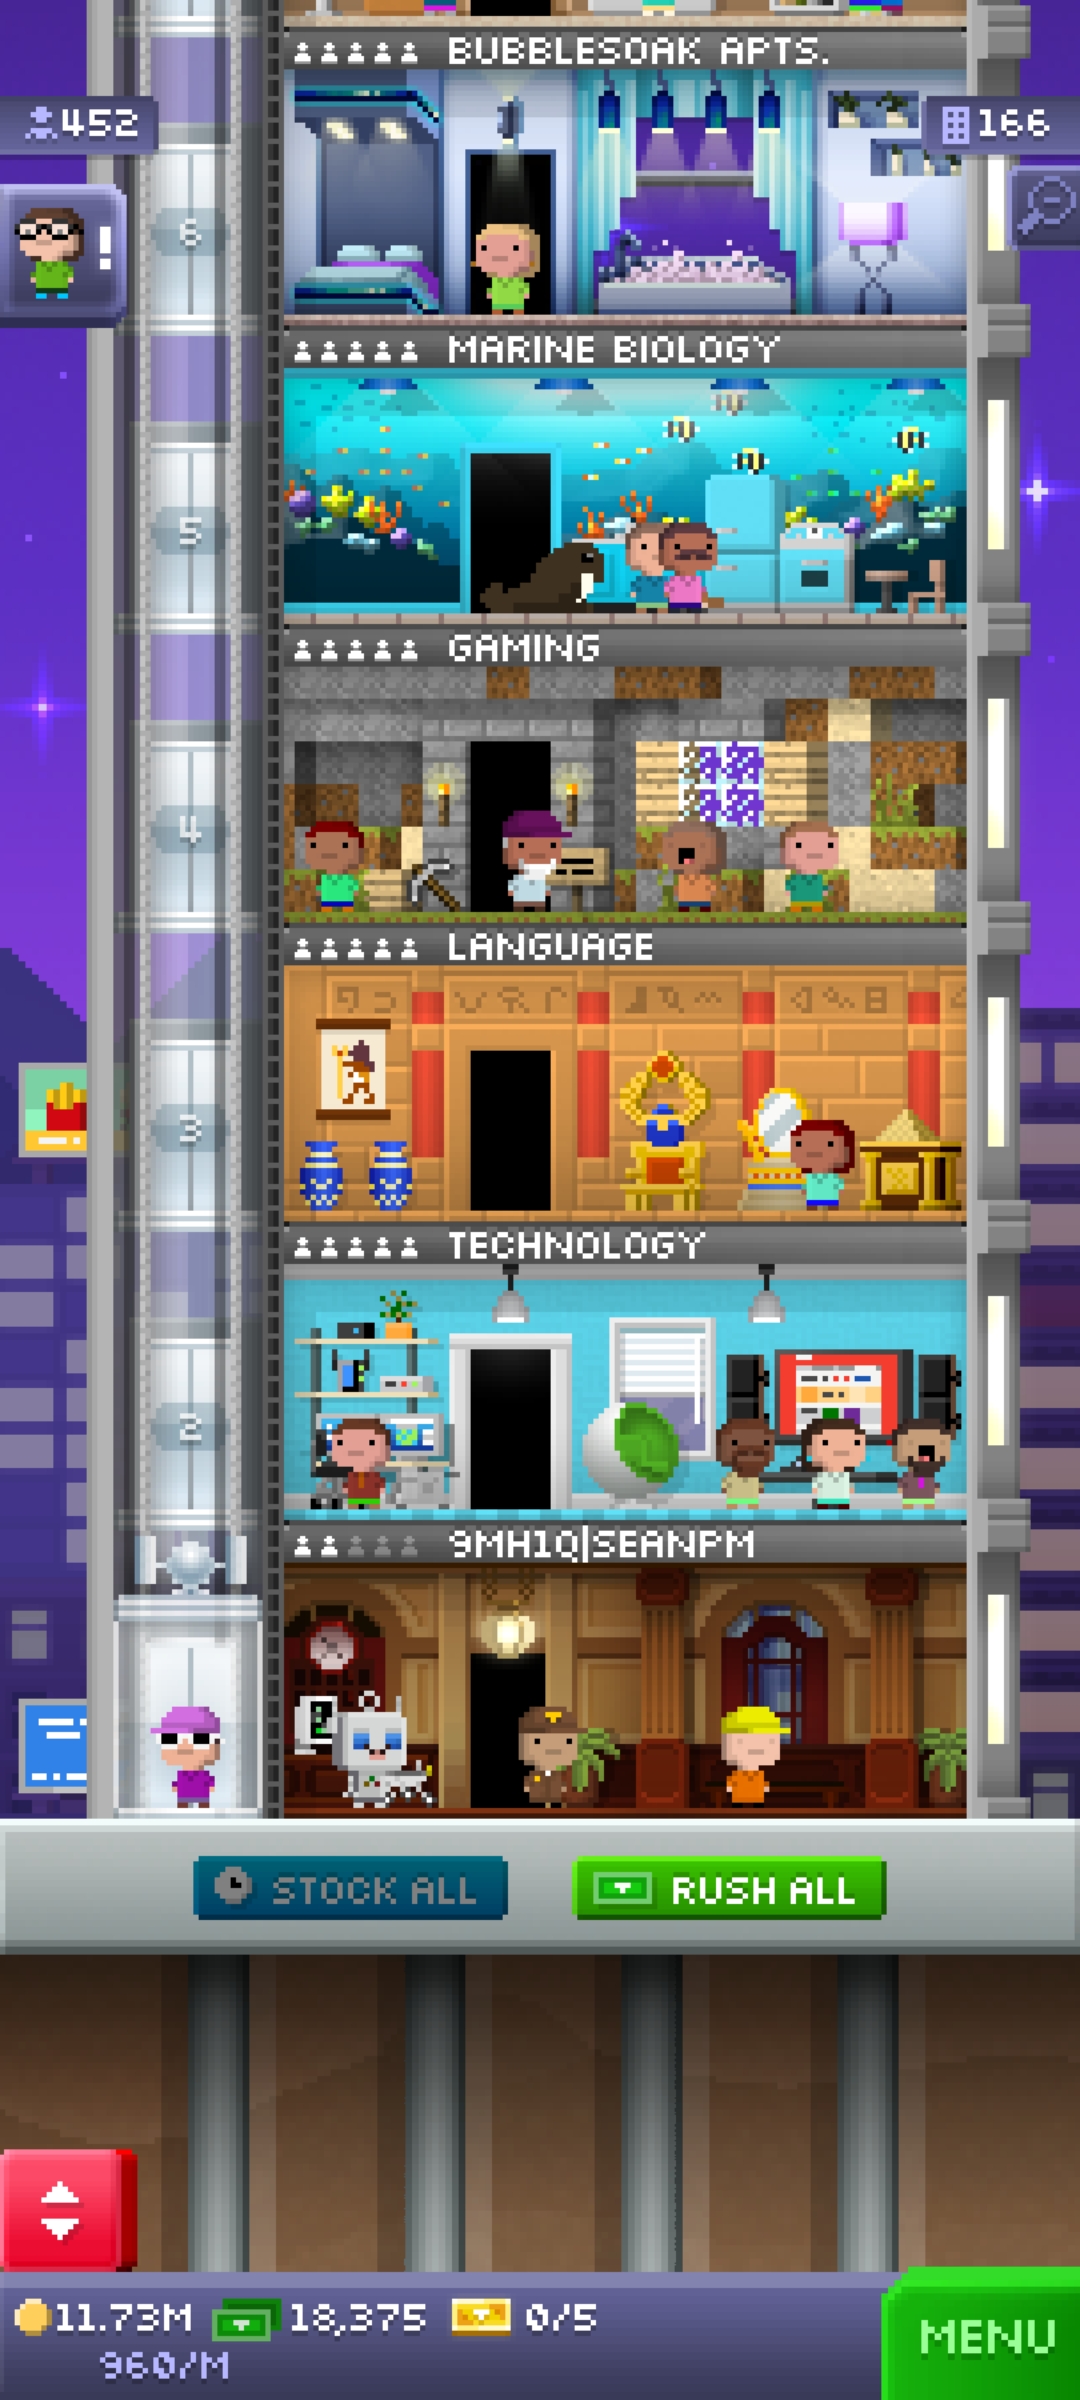 BUBBLESOAK APTS.
452
166
!
6
MARINE BIOLOGY
5
GAMING
4
LANGUAGE
3
TECHNOLOGY
2
9MH1Q|SEANPM
STOCK ALL
RUSH ALL
11.73M
18,375
0/5
960/M
MENU